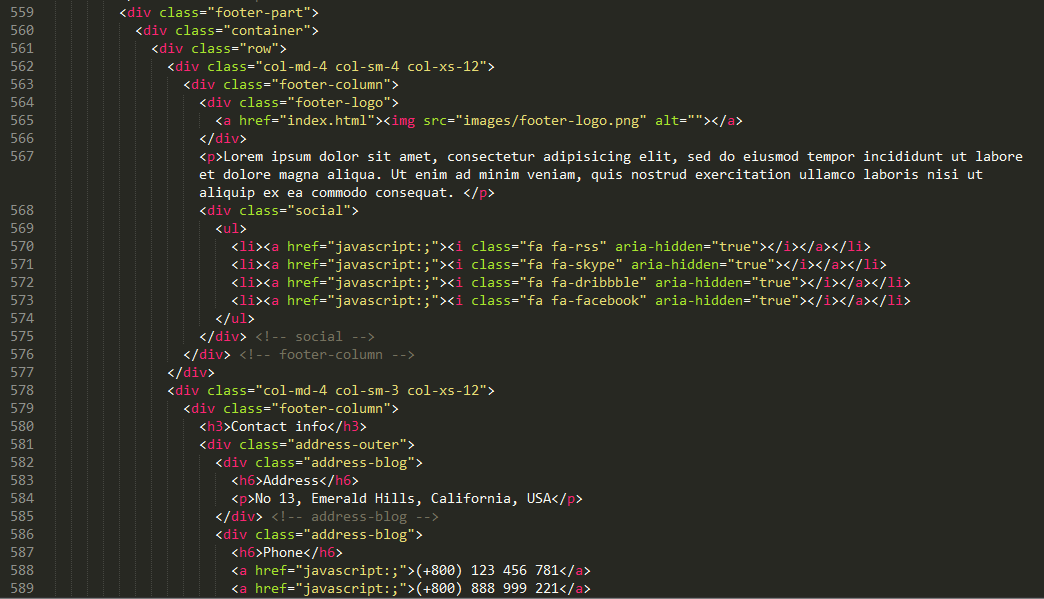 559 <div class="footer-part">
560 <div class="container">
561 <div class="row">
562 <div class="col-md-4 col-sm-4 col-xs-12">
563 <div class="footer-column">
564 <div class="footer-logo">
565 <a href="index.html"><img src="images/footer-logo.png" alt=""></a>
566 </div>
567 <p>Lorem ipsum dolor sit amet, consectetur adipisicing elit, sed do eiusmod tempor incididunt ut labore
et dolore magna aliqua. Ut enim ad minim veniam, quis nostrud exercitation ullamco laboris nisi ut
aliquip ex ea commodo consequat. </p>
568 <div class="social">
569 <ul>
570 <li><a href="javascript:;"><i class="fa fa-rss" aria-hidden="true"></i></a></li>
571 <li><a href="javascript:;"><i class="fa fa-skype" aria-hidden="true"></i></a></li>
572 <li><a href="javascript:;"><i class="fa fa-dribbble" aria-hidden="true"></i></a></li>
573 <li><a href="javascript:;"><i class="fa fa-facebook" aria-hidden="true"></i></a></li>
574 </ul>
575 </div> <!-- social -->
576 </div> <!-- footer-column -->
577 </div>
578 <div class="col-md-4 col-sm-3 col-xs-12">
579 <div class="footer-column">
580 <h3>Contact info</h3>
581 <div class="address-outer">
582 <div class="address-blog">
583 <h6>Address</h6>
584 <p>No 13, Emerald Hills, California, USA</p>
585 </div> <!-- address-blog -->
586 <div class="address-blog">
587 <h6>Phone</h6>
588 <a href="javascript:;">(+800) 123 456 781</a>
589 <a href="javascript:;">(+800) 888 999 221</a>